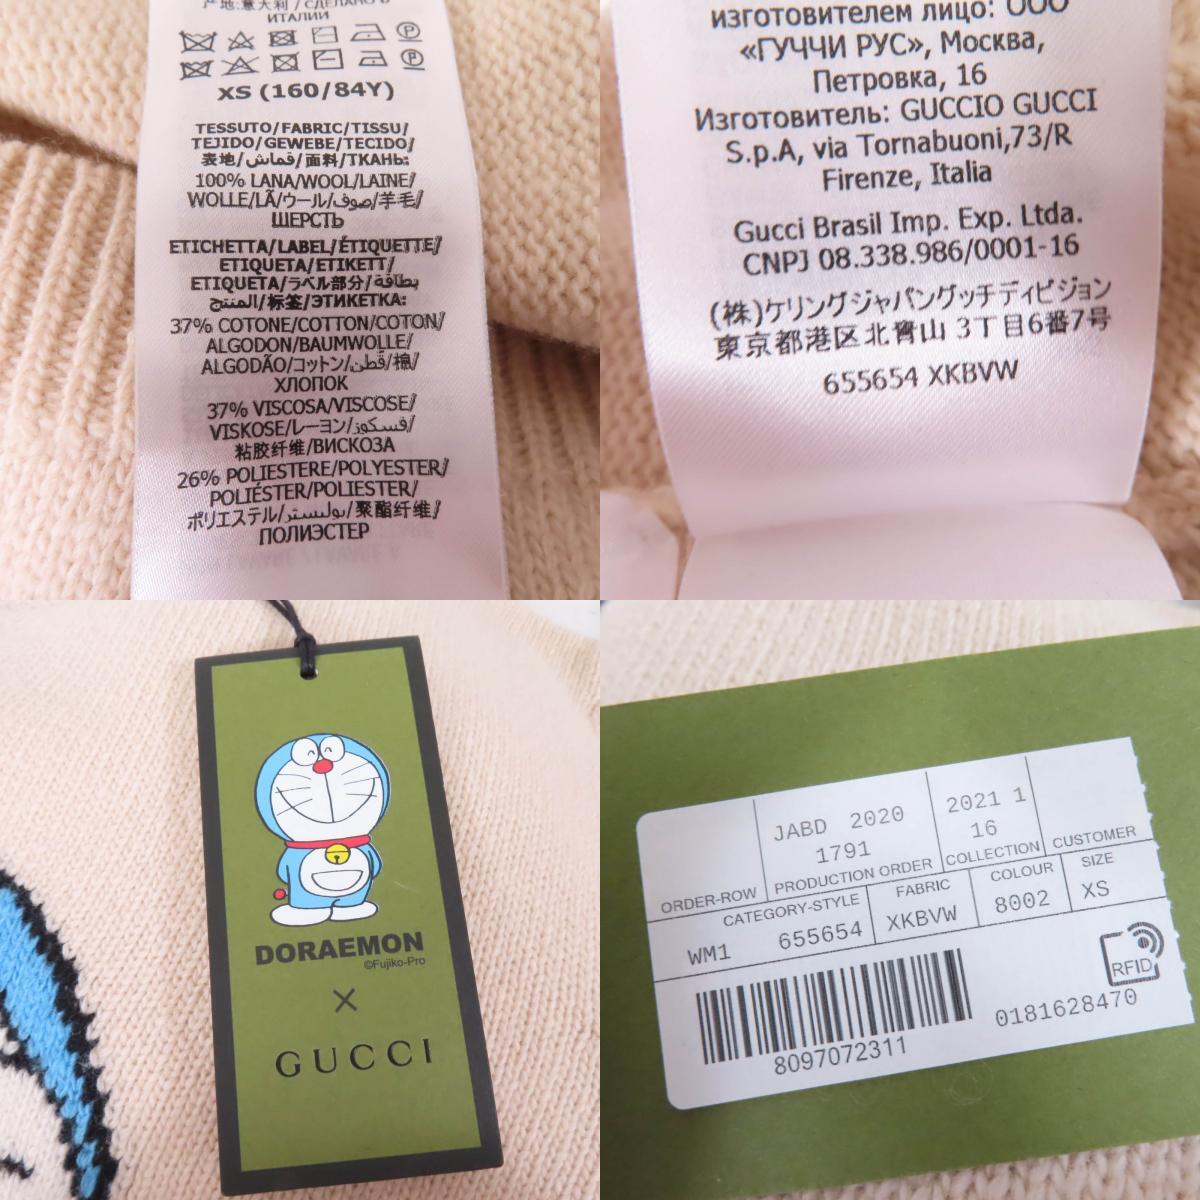 产地:意大利 / СДЕЛАНО В
ИТАЛИИ
XS (160/84Y)
TESSUTO/FABRIC/TISSU/
TEJIDO/GEWEBE/TECIDO/
表地/قماش/面料/ТКАНЬ:
100% LANA/WOOL/LAINE/
WOLLE/LÃ/ウール/صوف/羊毛/
ШЕРСТЬ
ETICHETTA/LABEL/ÉTIQUETTE/
ETIQUETA/ETIKETT/
ETIQUETA/ラベル部分/بطاقة
المنتج/标签/ЭТИКЕТКА:
37% COTONE/COTTON/COTON/
ALGODON/BAUMWOLLE/
ALGODÃO/コットン/قطن/棉/
ХЛОПОК
37% VISCOSA/VISCOSE/
VISKOSE/レーヨン/فسكوز/
粘胶纤维/ВИСКОЗА
26% POLIESTERE/POLYESTER/
POLIÉSTER/POLIESTER/
ポリエステル/بوليستر/聚酯纤维/
ПОЛИЭСТЕР
изготовителем лицо: ООО
«ГУЧЧИ РУС», Москва,
Петровка, 16
Изготовитель: GUCCIO GUCCI
S.p.A, via Tornabuoni,73/R
Firenze, Italia
Gucci Brasil Imp. Exp. Ltda.
CNPJ 08.338.986/0001-16
(株)ケリングジャパングッチディビジョン
東京都港区北青山 3丁目6番7号
655654 XKBVW
DORAEMON
©Fujiko-Pro
×
GUCCI
JABD 2020
1791
2021 1
16
ORDER-ROW
PRODUCTION ORDER
COLLECTION
CUSTOMER
CATEGORY-STYLE
FABRIC
COLOUR
SIZE
WM1 655654
XKBVW
8002
XS
RFID
0181628470
8097072311